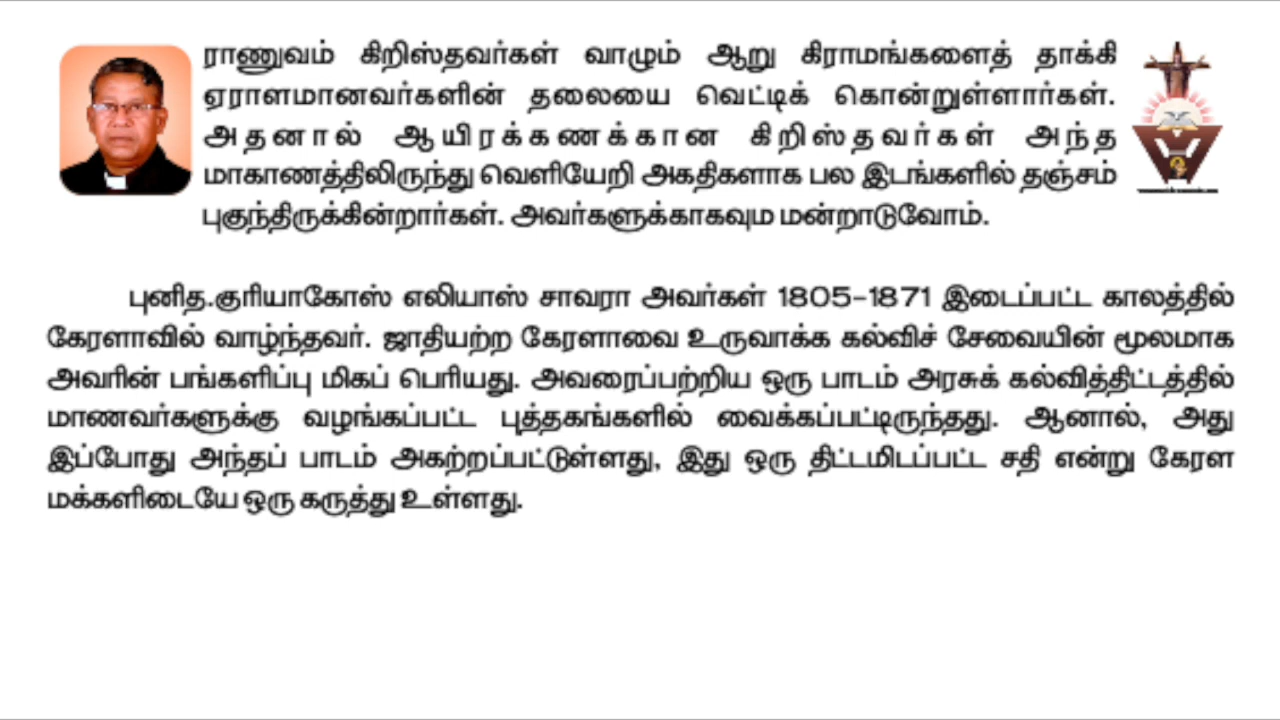 ராணுவம் கிறிஸ்தவர்கள் வாழும் ஆறு கிராமங்களைத் தாக்கி
ஏராளமானவர்களின் தலையை வெட்டிக் கொன்றுள்ளார்கள்.
அதனால் ஆயிரக்கணக்கான கிறிஸ்தவர்கள் அந்த
மாகாணத்திலிருந்து வெளியேறி அகதிகளாக பல இடங்களில் தஞ்சம்
புகுந்திருக்கின்றார்கள். அவர்களுக்காகவும மன்றாடுவோம்.
புனித.குரியாகோஸ் எலியாஸ் சாவரா அவர்கள் 1805-1871 இடைப்பட்ட காலத்தில்
கேரளாவில் வாழ்ந்தவர். ஜாதியற்ற கேரளாவை உருவாக்க கல்விச் சேவையின் மூலமாக
அவரின் பங்களிப்பு மிகப் பெரியது. அவரைப்பற்றிய ஒரு பாடம் அரசுக் கல்வித்திட்டத்தில்
மாணவர்களுக்கு வழங்கப்பட்ட புத்தகங்களில் வைக்கப்பட்டிருந்தது. ஆனால், அது
இப்போது அந்தப் பாடம் அகற்றப்பட்டுள்ளது, இது ஒரு திட்டமிடப்பட்ட சதி என்று கேரள
மக்களிடையே ஒரு கருத்து உள்ளது.